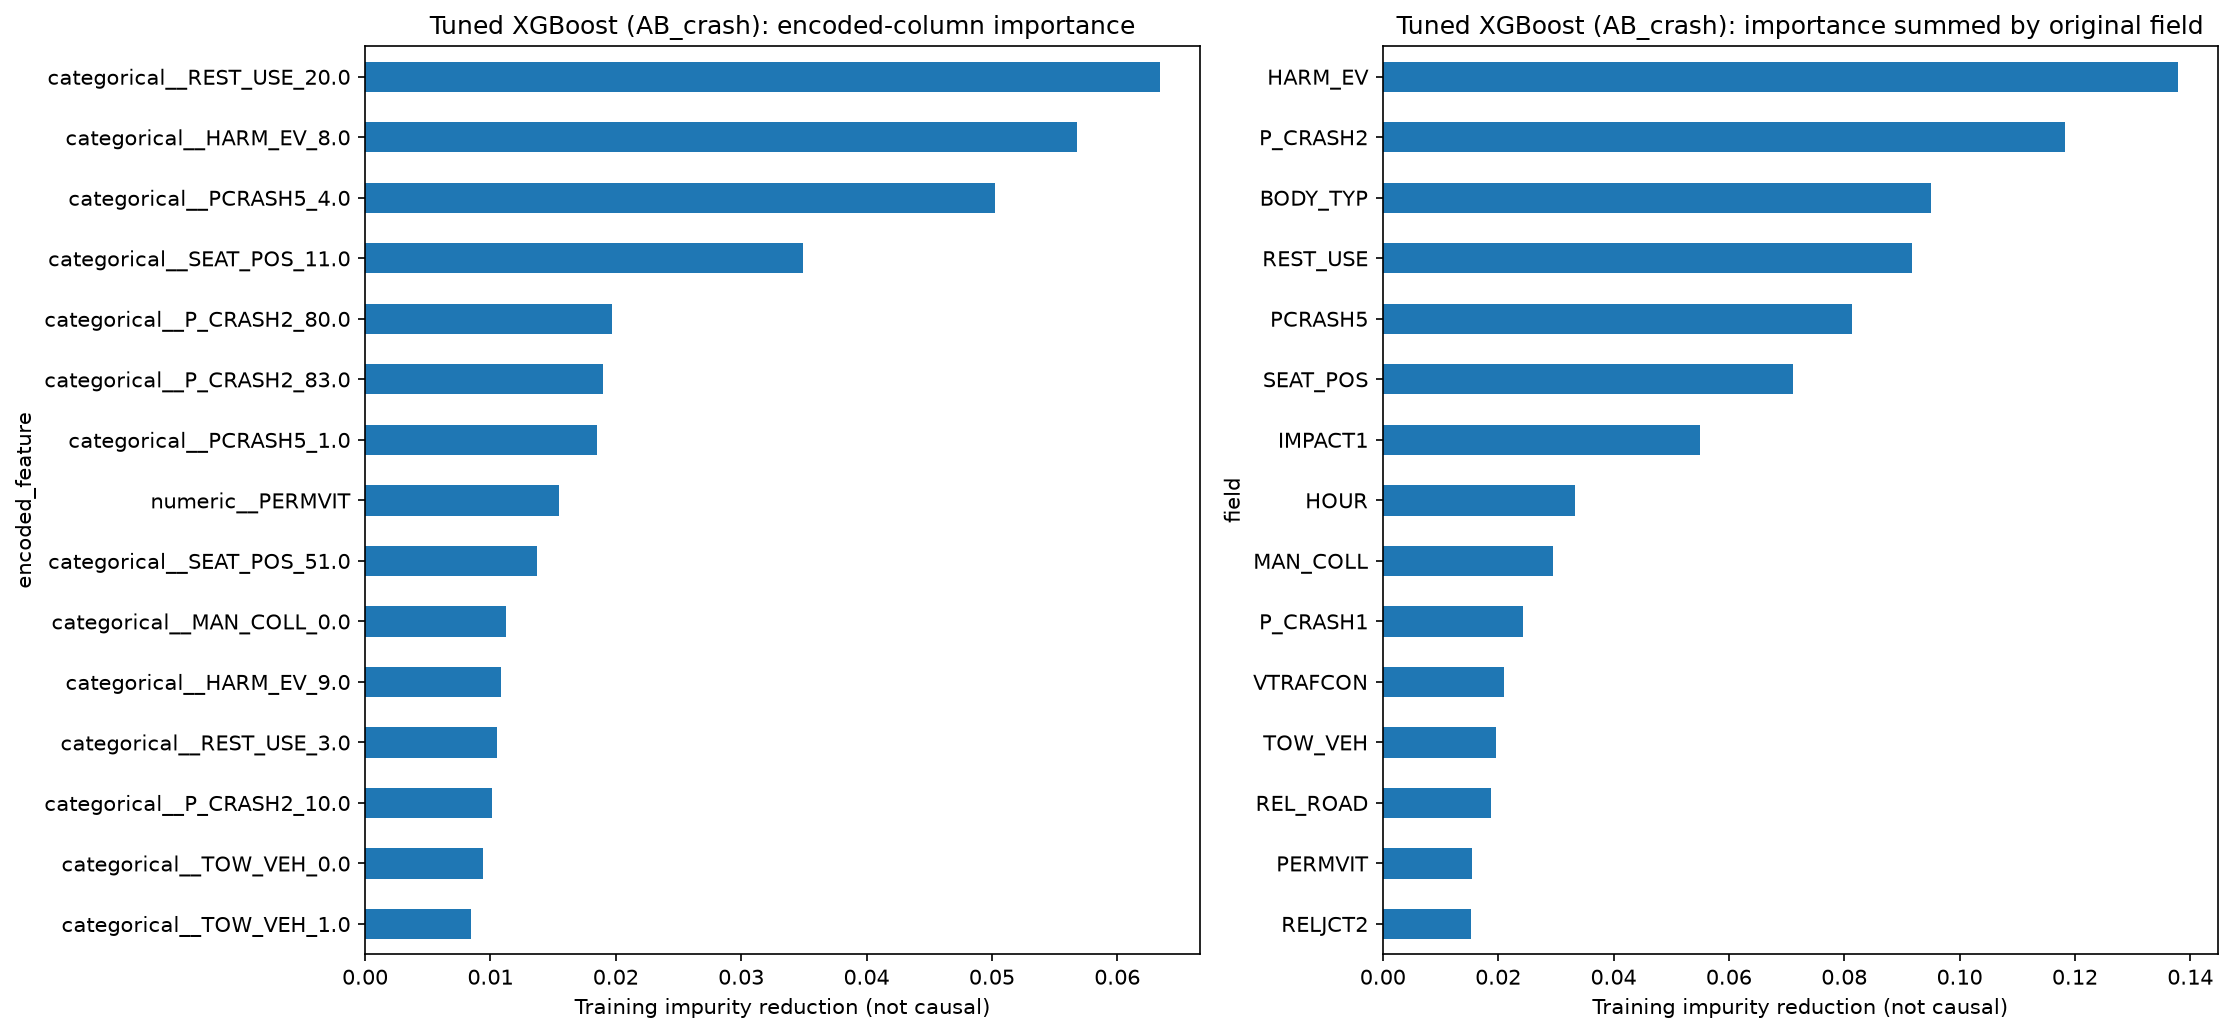 Tuned XGBoost (AB_crash): encoded-column importance
encoded_feature
categorical__REST_USE_20.0
categorical__HARM_EV_8.0
categorical__PCRASH5_4.0
categorical__SEAT_POS_11.0
categorical__P_CRASH2_80.0
categorical__P_CRASH2_83.0
categorical__PCRASH5_1.0
numeric__PERMVIT
categorical__SEAT_POS_51.0
categorical__MAN_COLL_0.0
categorical__HARM_EV_9.0
categorical__REST_USE_3.0
categorical__P_CRASH2_10.0
categorical__TOW_VEH_0.0
categorical__TOW_VEH_1.0
0.00 0.01 0.02 0.03 0.04 0.05 0.06
Training impurity reduction (not causal)
Tuned XGBoost (AB_crash): importance summed by original field
field
HARM_EV
P_CRASH2
BODY_TYP
REST_USE
PCRASH5
SEAT_POS
IMPACT1
HOUR
MAN_COLL
P_CRASH1
VTRAFCON
TOW_VEH
REL_ROAD
PERMVIT
RELJCT2
0.00 0.02 0.04 0.06 0.08 0.10 0.12 0.14
Training impurity reduction (not causal)